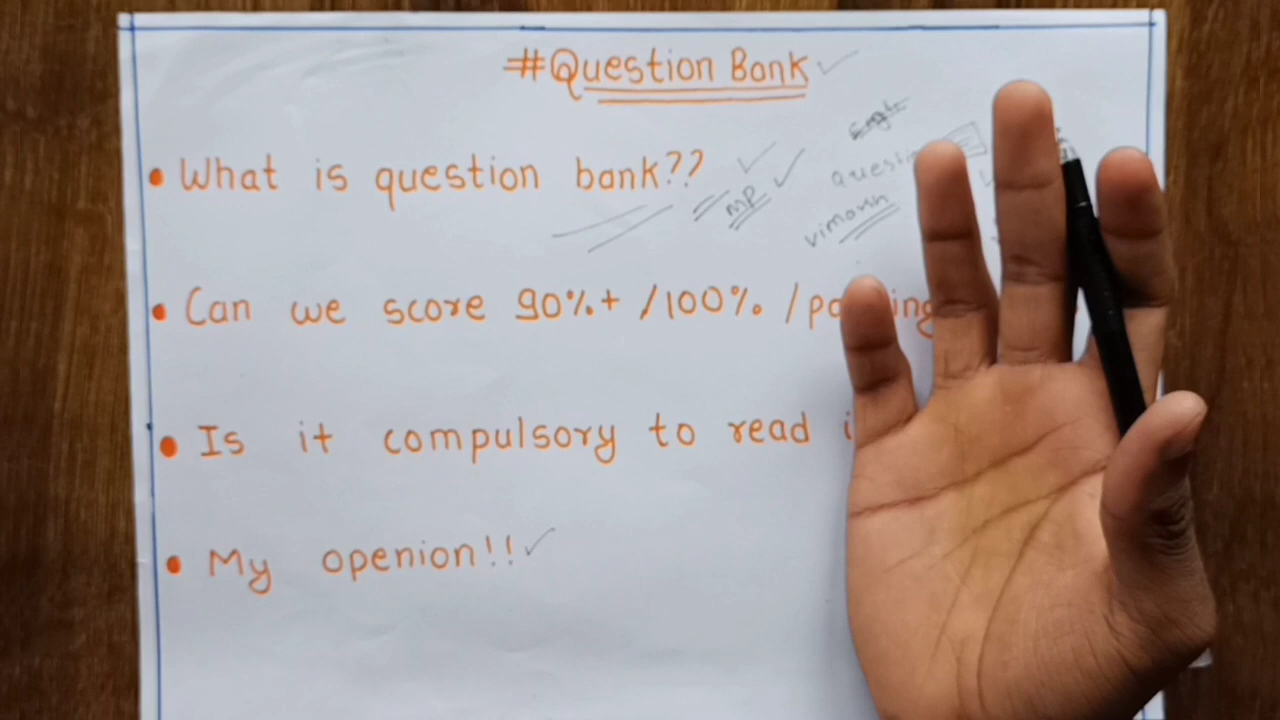 #Question Bank
• What is question bank??
mp
vimarsh
• Can we score 90%+ /100% /
• Is it compulsory to read
• My openion!!